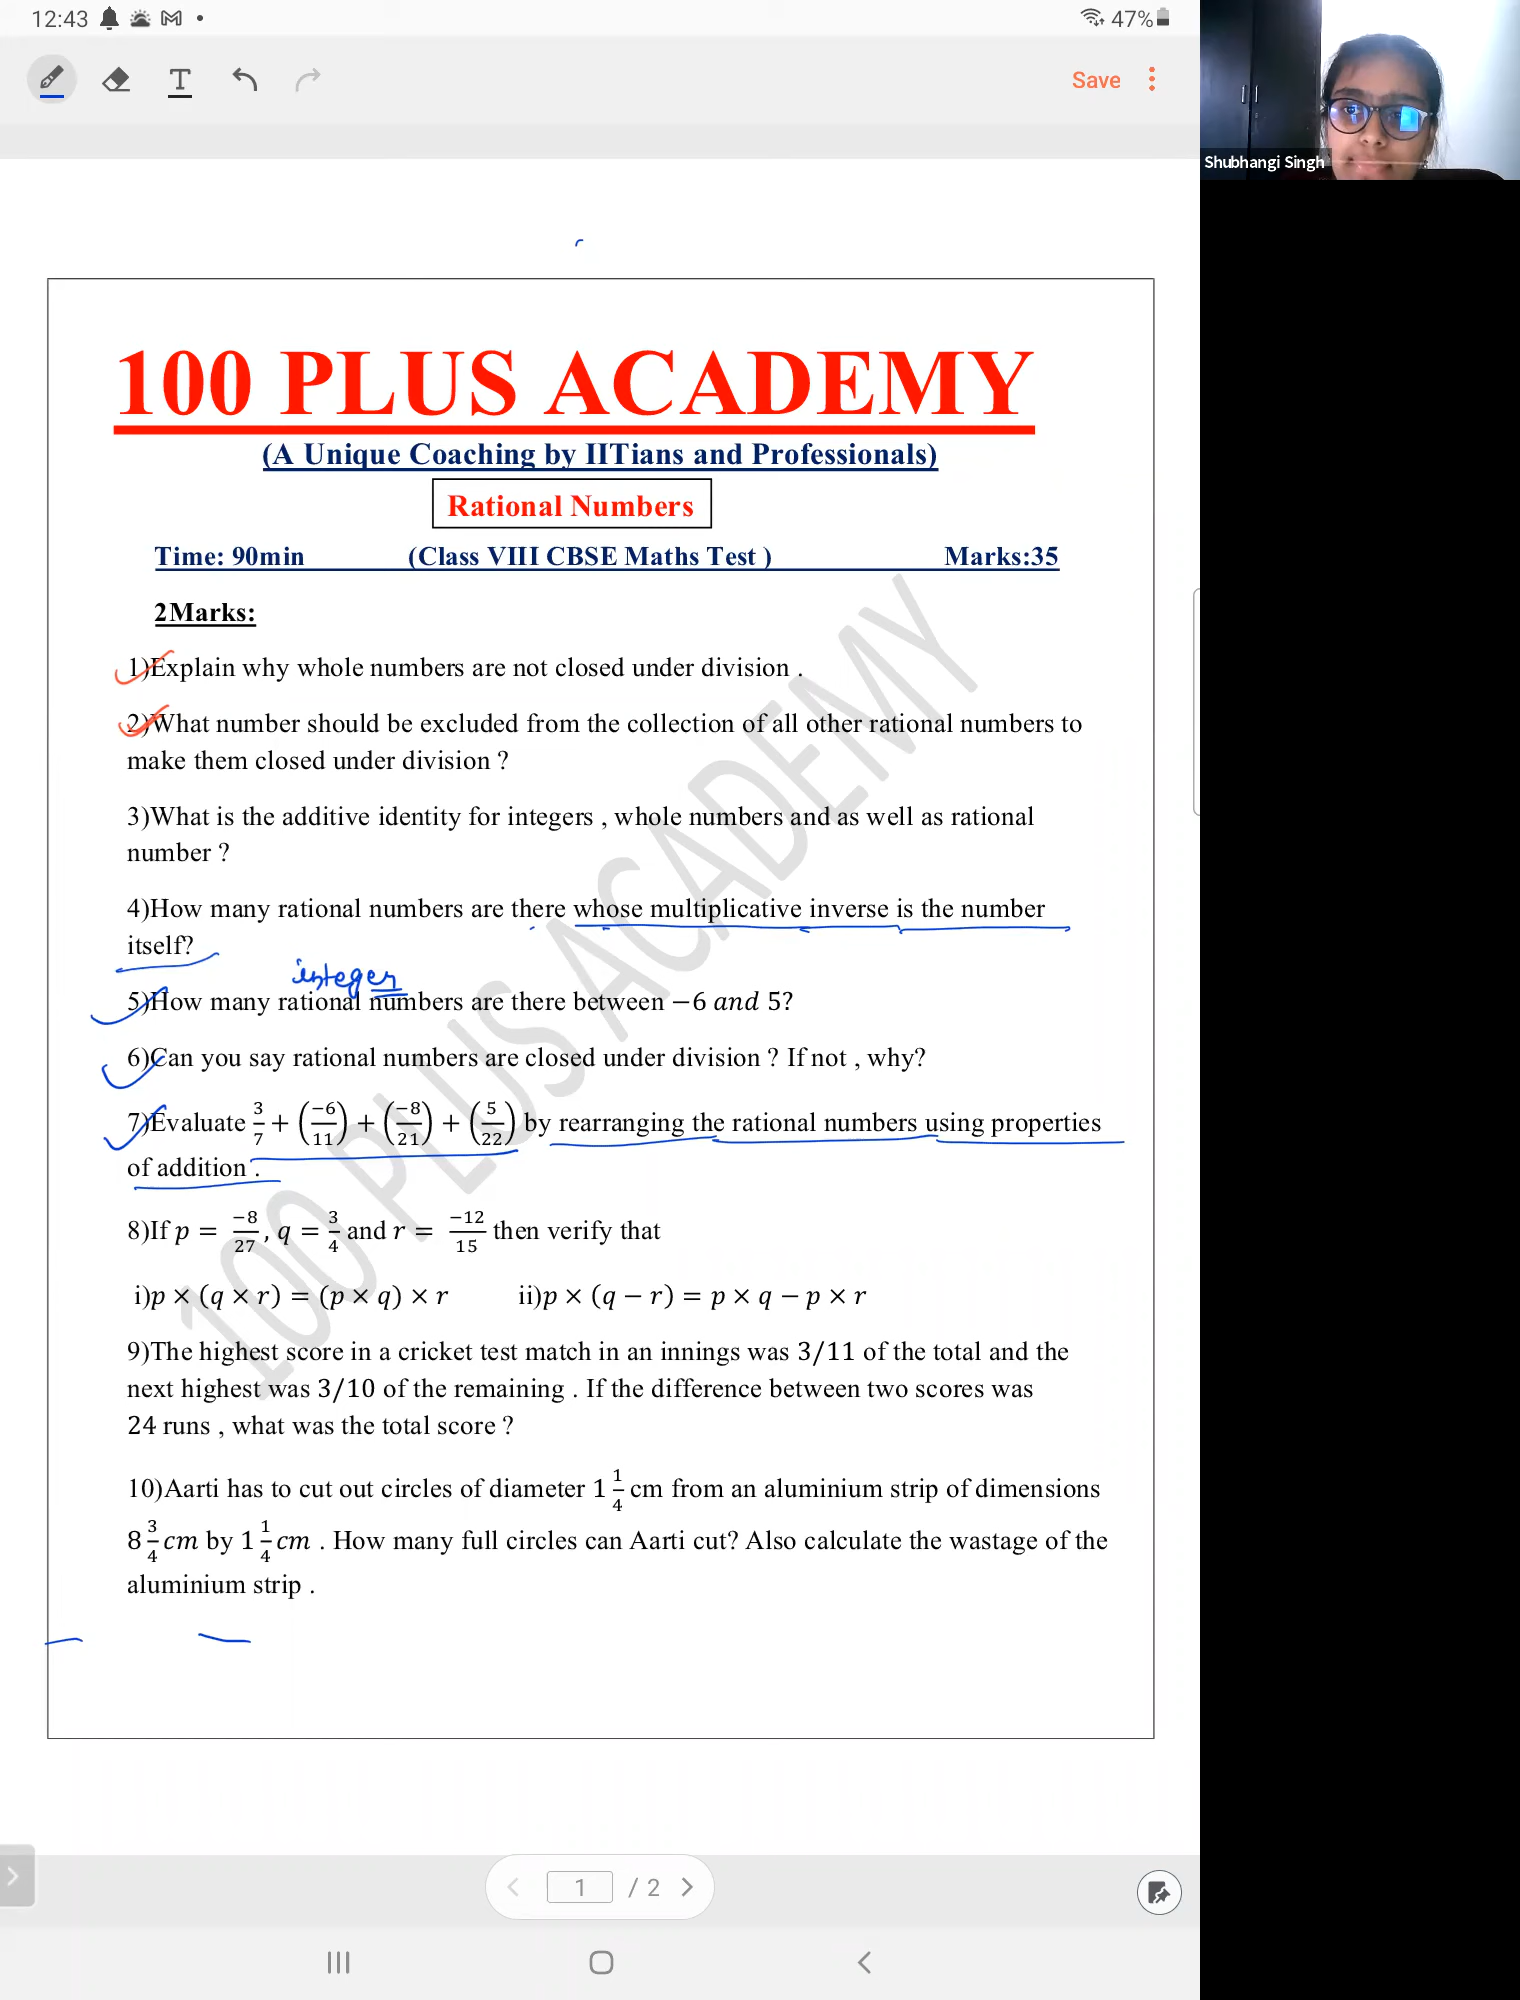 12:43
47%
Save
Shubhangi Singh
100 PLUS ACADEMY
(A Unique Coaching by IITians and Professionals)
Rational Numbers
Time: 90min (Class VIII CBSE Maths Test ) Marks:35
2Marks:
1)Explain why whole numbers are not closed under division .
2)What number should be excluded from the collection of all other rational numbers to
make them closed under division ?
3)What is the additive identity for integers , whole numbers and as well as rational
number ?
4)How many rational numbers are there whose multiplicative inverse is the number
itself?
integer
5)How many rational numbers are there between −6 and 5?
6)Can you say rational numbers are closed under division ? If not , why?
7)Evaluate 3/7 + (−6/11) + (−8/21) + (5/22) by rearranging the rational numbers using properties
of addition .
8)If p = −8/27 , q = 3/4 and r = −12/15 then verify that
i)p × (q × r) = (p × q) × r ii)p × (q − r) = p × q − p × r
9)The highest score in a cricket test match in an innings was 3/11 of the total and the
next highest was 3/10 of the remaining . If the difference between two scores was
24 runs , what was the total score ?
10)Aarti has to cut out circles of diameter 1 1/4 cm from an aluminium strip of dimensions
8 3/4 cm by 1 1/4 cm . How many full circles can Aarti cut? Also calculate the wastage of the
aluminium strip .
100 PLUS ACADEMY
1 / 2